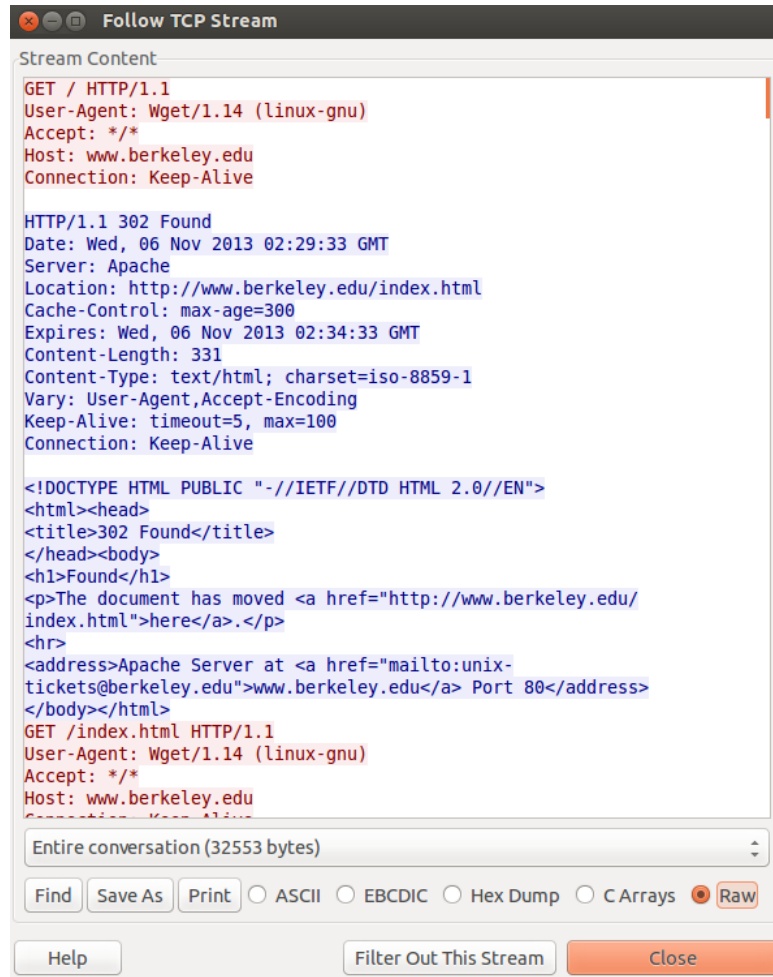 Follow TCP Stream
Stream Content
GET / HTTP/1.1
User-Agent: Wget/1.14 (linux-gnu)
Accept: */*
Host: www.berkeley.edu
Connection: Keep-Alive
HTTP/1.1 302 Found
Date: Wed, 06 Nov 2013 02:29:33 GMT
Server: Apache
Location: http://www.berkeley.edu/index.html
Cache-Control: max-age=300
Expires: Wed, 06 Nov 2013 02:34:33 GMT
Content-Length: 331
Content-Type: text/html; charset=iso-8859-1
Vary: User-Agent,Accept-Encoding
Keep-Alive: timeout=5, max=100
Connection: Keep-Alive
<!DOCTYPE HTML PUBLIC "-//IETF//DTD HTML 2.0//EN">
<html><head>
<title>302 Found</title>
</head><body>
<h1>Found</h1>
<p>The document has moved <a href="http://www.berkeley.edu/
index.html">here</a>.</p>
<hr>
<address>Apache Server at <a href="mailto:unix-
tickets@berkeley.edu">www.berkeley.edu</a> Port 80</address>
</body></html>
GET /index.html HTTP/1.1
User-Agent: Wget/1.14 (linux-gnu)
Accept: */*
Host: www.berkeley.edu
Entire conversation (32553 bytes)
Find Save As Print ASCII EBCDIC Hex Dump C Arrays Raw
Help Filter Out This Stream Close